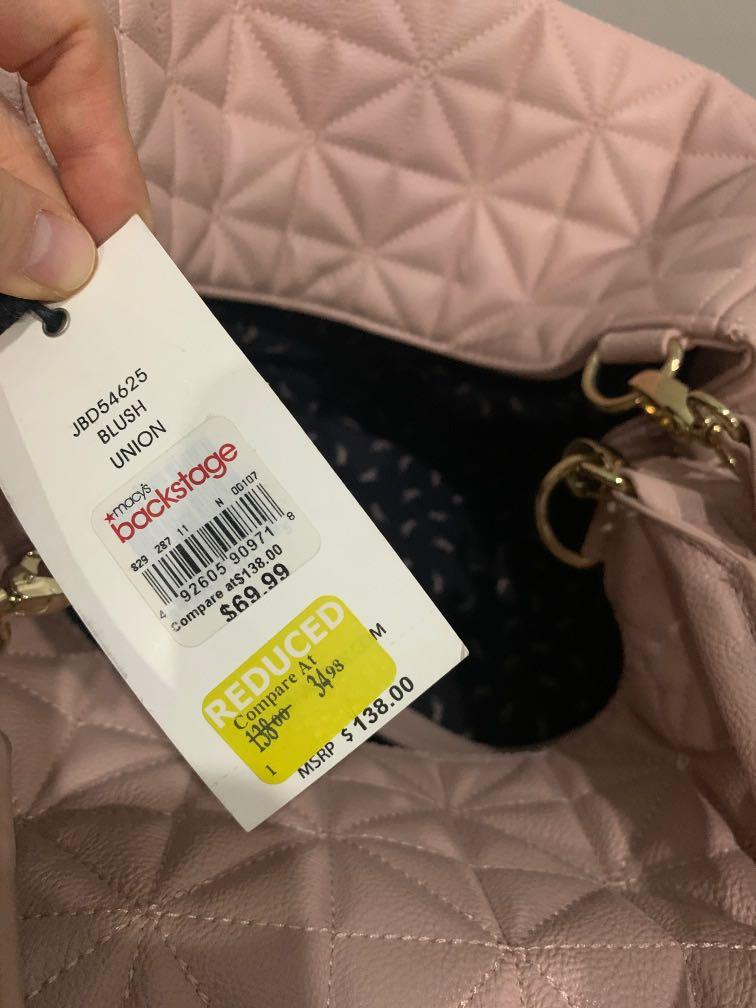 JBD54625
BLUSH
UNION
macy's
backstage
829 287 11 N 00107
4 92605 90971 8
Compare at $138.00
$69.99
REDUCED
Compare At
138.00 34.98
1
MSRP $138.00